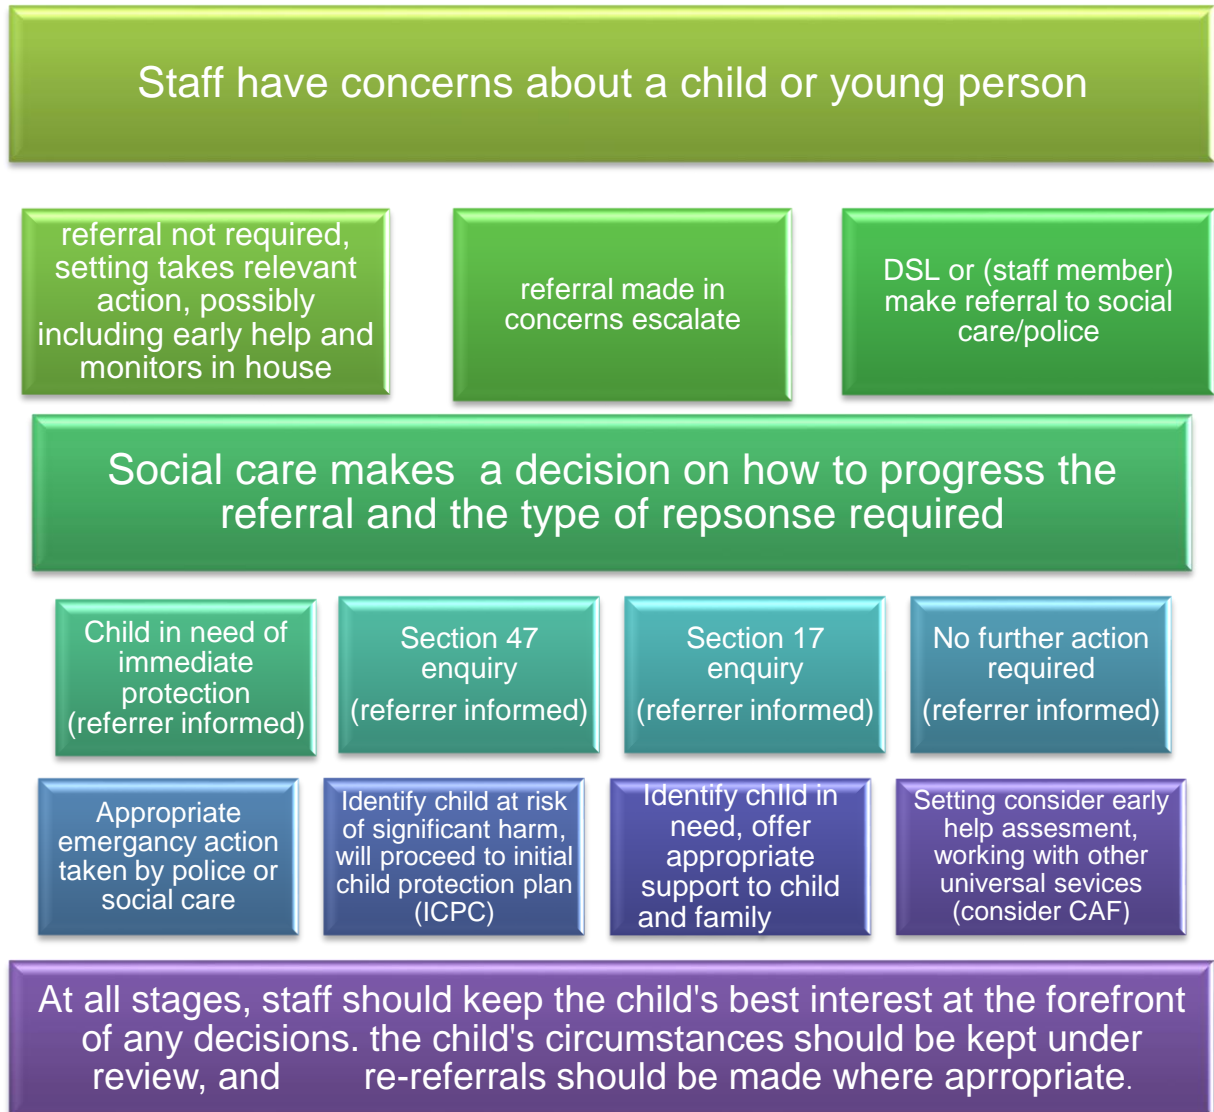 Staff have concerns about a child or young person
referral not required,
setting takes relevant
action, possibly
including early help and
monitors in house
referral made in
concerns escalate
DSL or (staff member)
make referral to social
care/police
Social care makes  a decision on how to progress the
referral and the type of repsonse required
Child in need of
immediate
protection
(referrer informed)
Section 47
enquiry
(referrer informed)
Section 17
enquiry
(referrer informed)
No further action
required
(referrer informed)
Appropriate
emergancy action
taken by police or
social care
Identify child at risk
of significant harm,
will proceed to initial
child protection plan
(ICPC)
Identify chIld in
need, offer
appropriate
support to child
and family
Setting consider early
help assesment,
working with other
universal sevices
(consider CAF)
At all stages, staff should keep the child's best interest at the forefront
of any decisions. the child's circumstances should be kept under
review, and      re-referrals should be made where aprropriate.